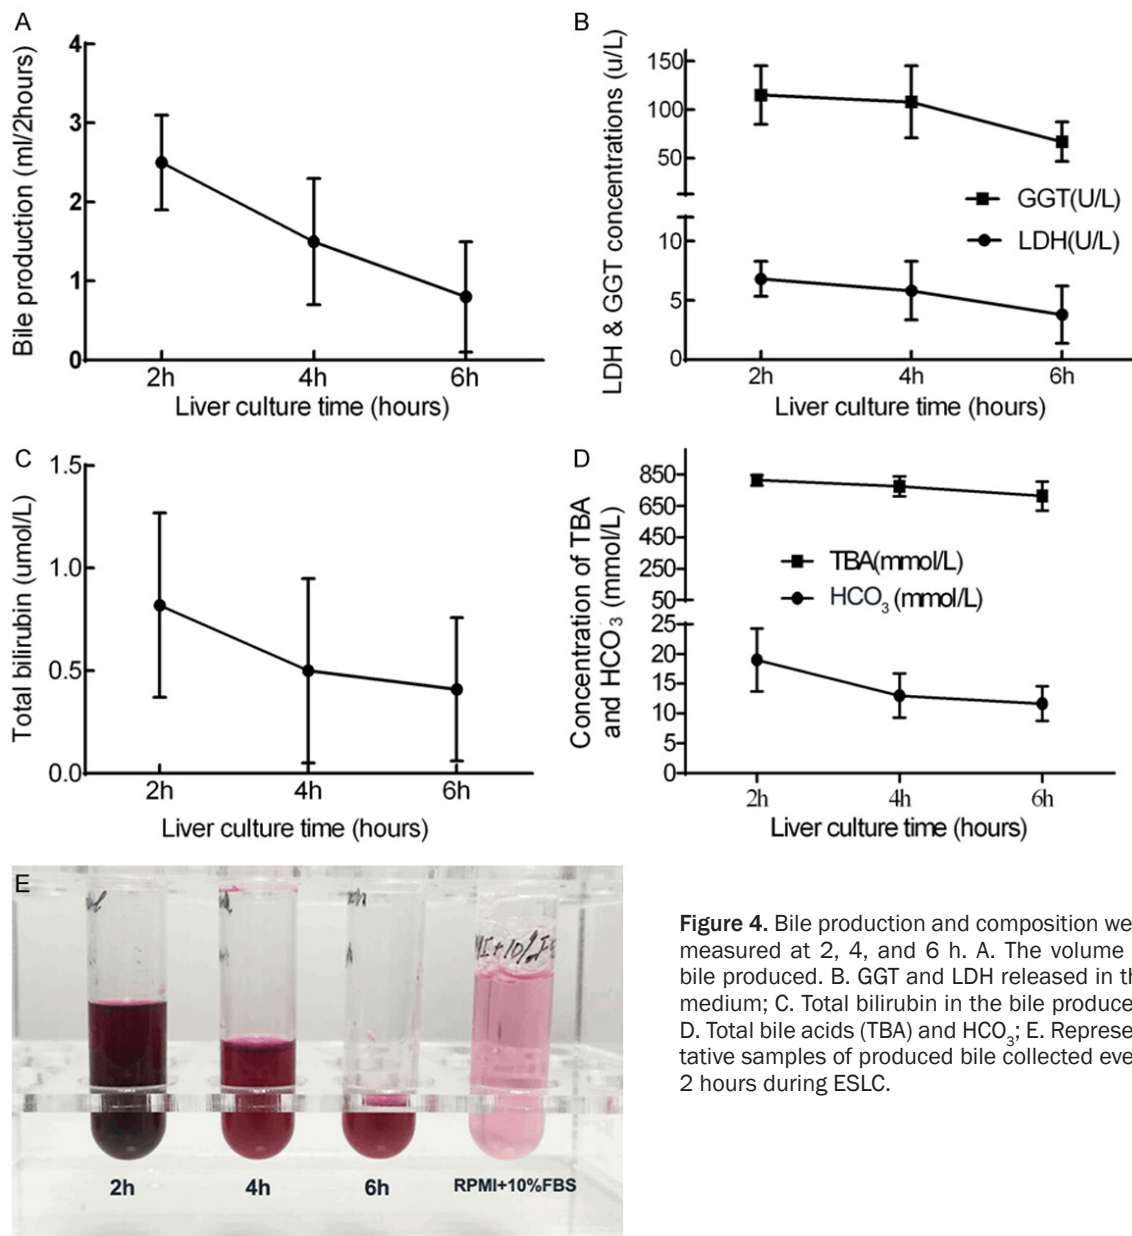 A
Bile production (ml/2hours)
4
3
2
1
0
2h 4h 6h
Liver culture time (hours)
B
LDH & GGT concentrations (u/L)
150
100
50
10
5
0
GGT(U/L)
LDH(U/L)
2h 4h 6h
Liver culture time (hours)
C
Total bilirubin (umol/L)
1.5
1.0
0.5
0.0
2h 4h 6h
Liver culture time (hours)
D
Concentration of TBA
and HCO3 (mmol/L)
850
650
450
250
50
25
20
15
10
5
0
TBA(mmol/L)
HCO3 (mmol/L)
2h 4h 6h
Liver culture time (hours)
E
2h 4h 6h RPMI+10%FBS
Figure 4. Bile production and composition we
measured at 2, 4, and 6 h. A. The volume
bile produced. B. GGT and LDH released in th
medium; C. Total bilirubin in the bile produce
D. Total bile acids (TBA) and HCO3; E. Represe
tative samples of produced bile collected eve
2 hours during ESLC.